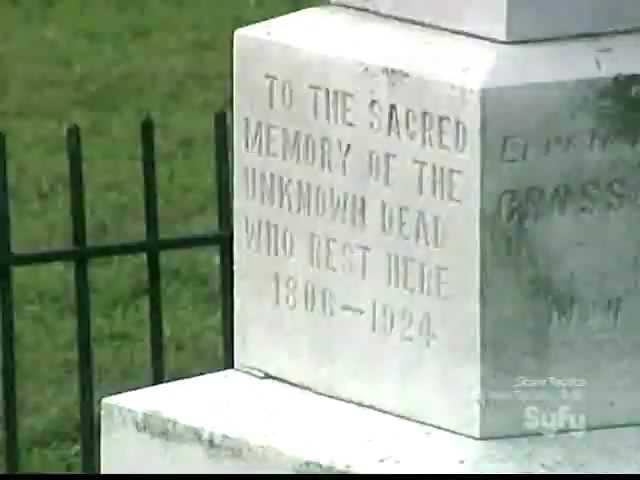 TO THE SACRED
MEMORY OF THE
UNKNOWN DEAD
WHO REST HERE
1806-1924
Syfy